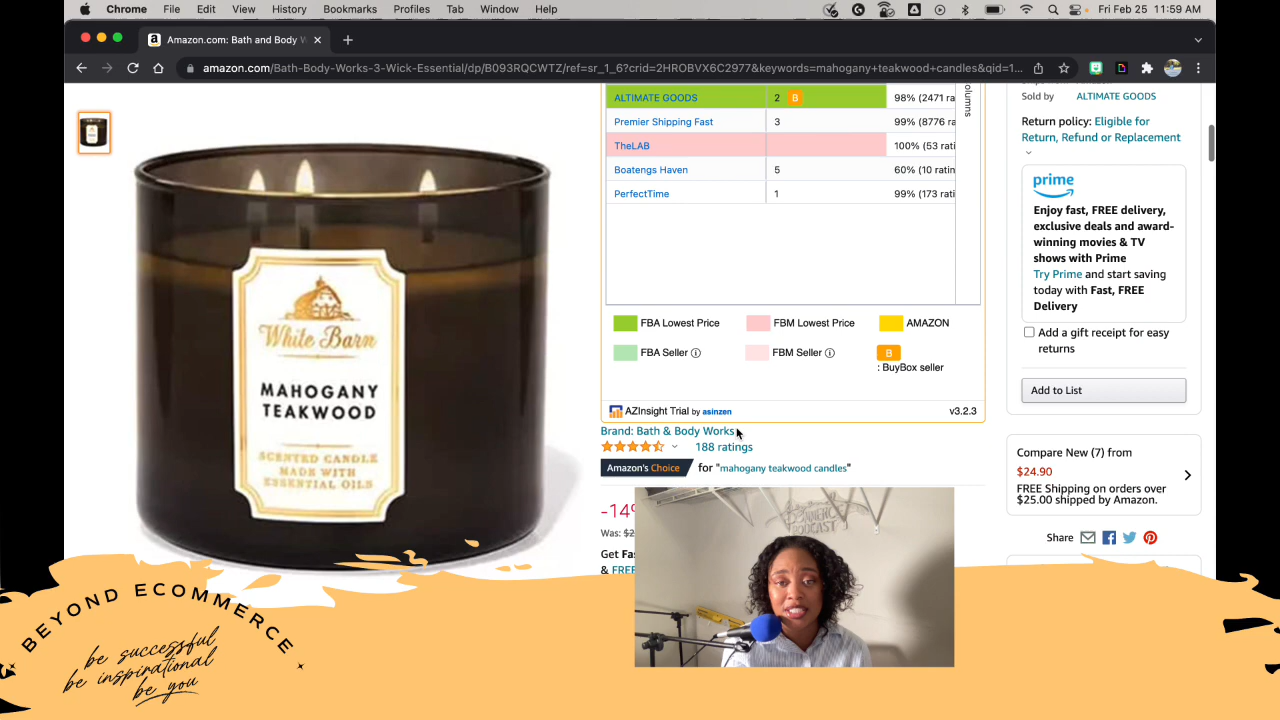 Chrome File Edit View History Bookmarks Profiles Tab Window Help Fri Feb 25 11:59 AM
Amazon.com: Bath and Body W
amazon.com/Bath-Body-Works-3-Wick-Essential/dp/B093RQCWTZ/ref=sr_1_6?crid=2HROBVX6C2977&keywords=mahogany+teakwood+candles&qid=1...
ALTIMATE GOODS 2 B 98% (2471 ra
Premier Shipping Fast 3 99% (8776 ra
TheLAB 100% (53 rati
Boatengs Haven 5 60% (10 ratin
PerfectTime 1 99% (173 rati
olumns
FBA Lowest Price FBM Lowest Price AMAZON
FBA Seller FBM Seller B
: BuyBox seller
AZInsight Trial by asinzen v3.2.3
Brand: Bath & Body Works
188 ratings
Amazon's Choice for "mahogany teakwood candles"
-14
Was: $2
Get Fas
& FREE
Sold by ALTIMATE GOODS
Return policy: Eligible for
Return, Refund or Replacement
prime
Enjoy fast, FREE delivery,
exclusive deals and award-
winning movies & TV
shows with Prime
Try Prime and start saving
today with Fast, FREE
Delivery
Add a gift receipt for easy
returns
Add to List
Compare New (7) from
$24.90
FREE Shipping on orders over
$25.00 shipped by Amazon.
Share
White Barn
MAHOGANY
TEAKWOOD
SCENTED CANDLE
MADE WITH
ESSENTIAL OILS
PODCAST
BEYOND ECOMMERCE
be successful
be inspirational
be you